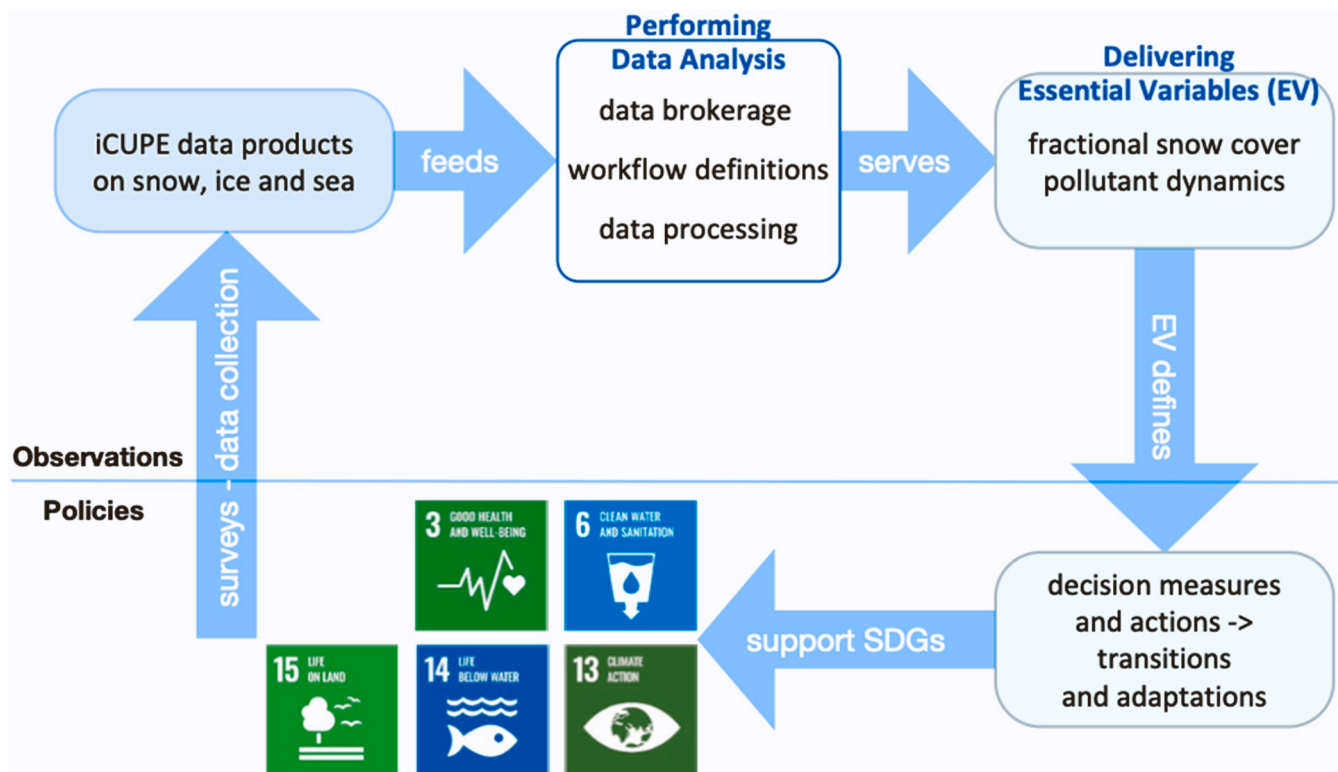 Performing
Data Analysis
data brokerage
workflow definitions
data processing
Delivering
Essential Variables (EV)
fractional snow cover
pollutant dynamics
iCUPE data products
on snow, ice and sea
feeds
serves
EV defines
surveys - data collection
Observations
Policies
3 GOOD HEALTH
AND WELL-BEING
6 CLEAN WATER
AND SANITATION
15 LIFE
ON LAND
14 LIFE
BELOW WATER
13 CLIMATE
ACTION
support SDGs
decision measures
and actions ->
transitions
and adaptations